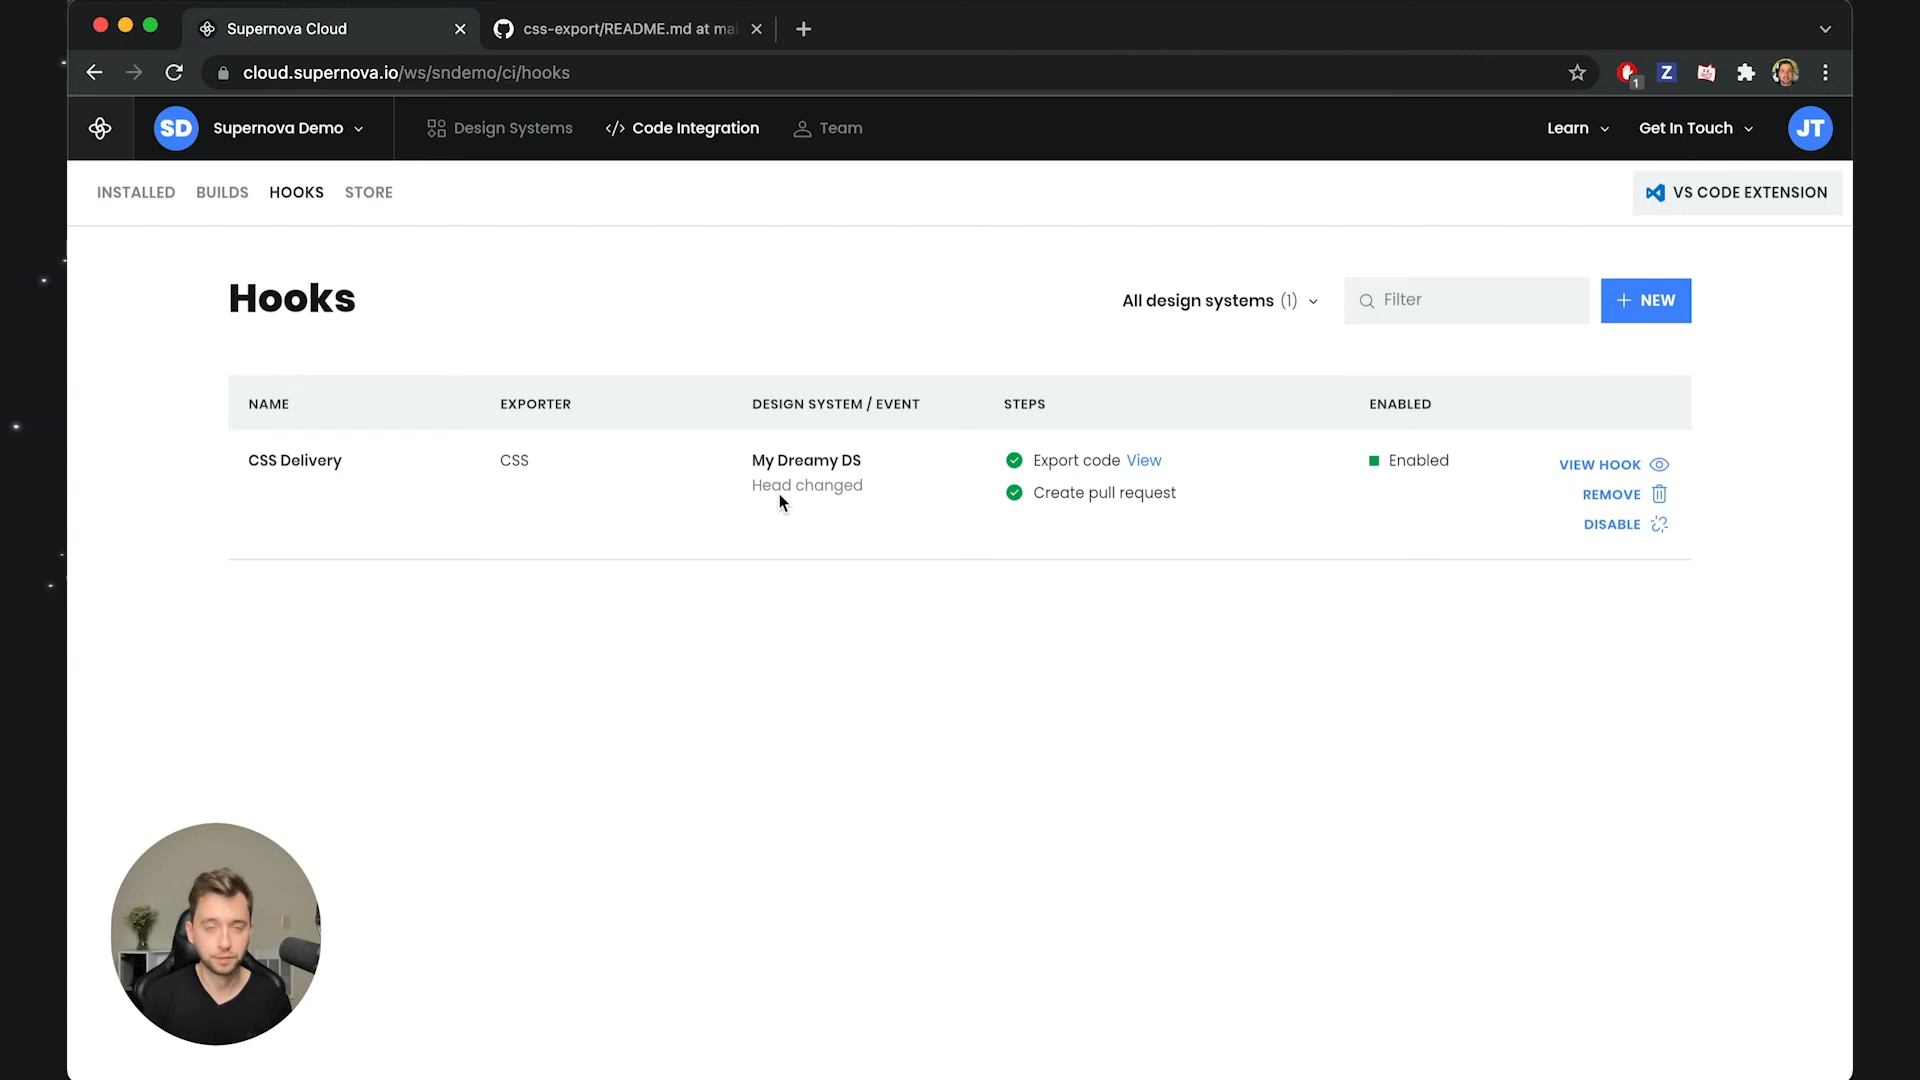 Supernova Cloud
css-export/README.md at mai
cloud.supernova.io/ws/sndemo/ci/hooks
1
Z
SD
Supernova Demo
Design Systems
</> Code Integration
Team
Learn
Get In Touch
JT
INSTALLED
BUILDS
HOOKS
STORE
VS CODE EXTENSION
Hooks
All design systems (1)
Filter
+ NEW
NAME
EXPORTER
DESIGN SYSTEM / EVENT
STEPS
ENABLED
CSS Delivery
CSS
My Dreamy DS
Head changed
Export code View
Create pull request
Enabled
VIEW HOOK
REMOVE
DISABLE